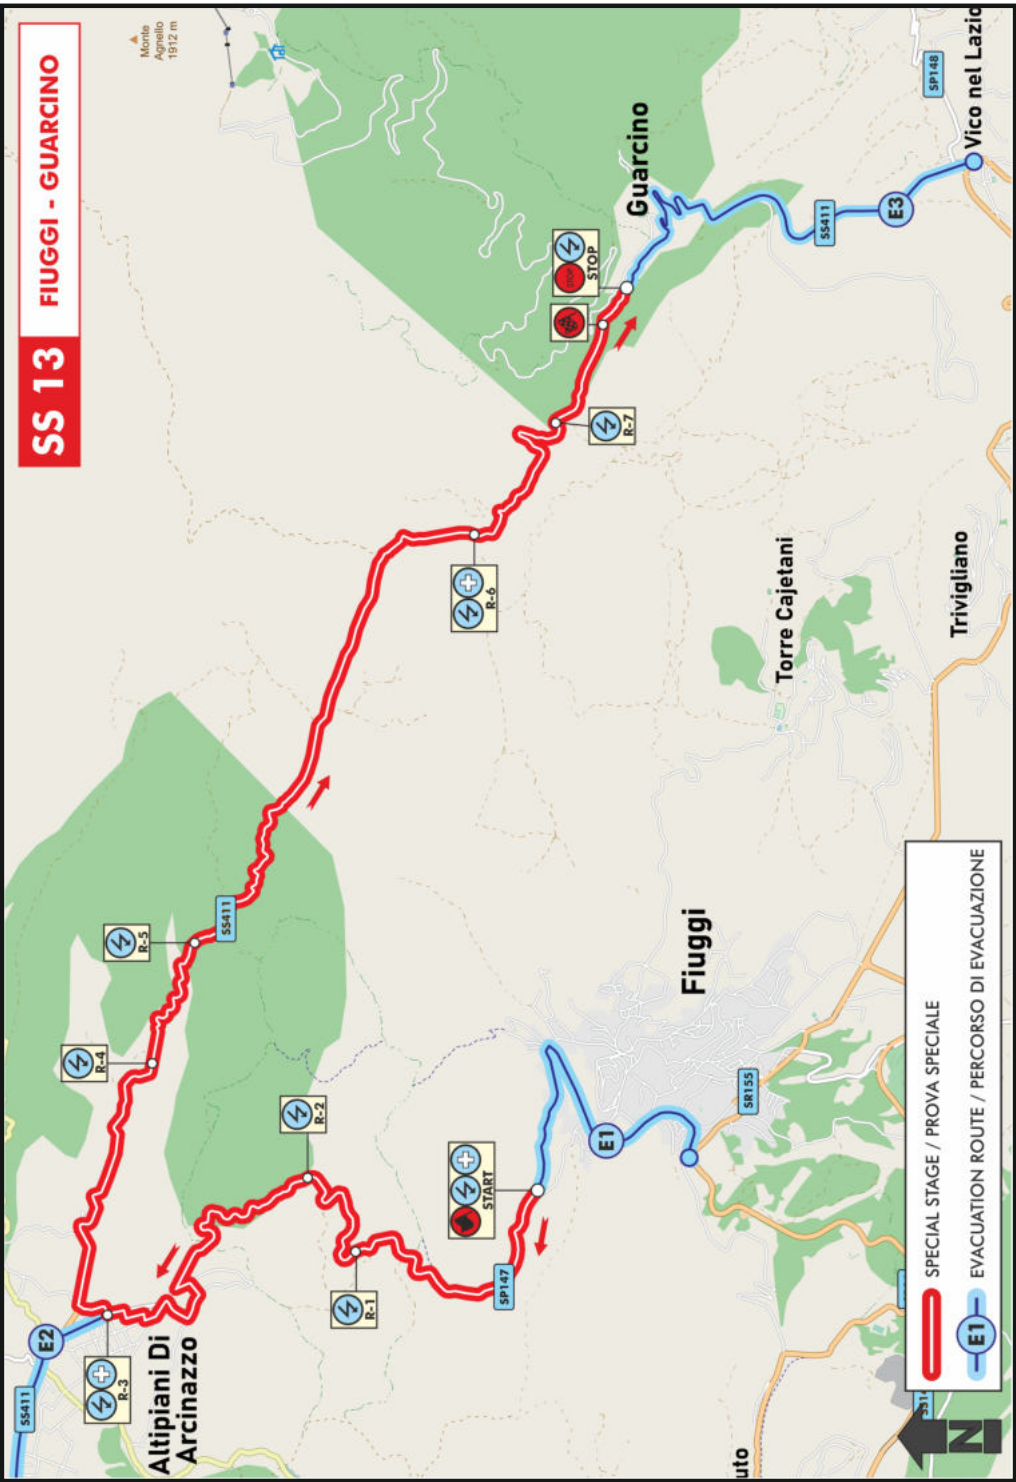 SS 13
FIUGGI - GUARCINO
Monte
Agnello
1912 m
SP148
Vico nel Lazio
Guarcino
E3
SS411
STOP
STOP
R-7
R-6
Torre Cajetani
Trivigliano
SS411
R-5
R-4
R-2
Fiuggi
SR155
E1
START
SP147
R-1
E2
SS411
R-3
Altipiani Di
Arcinazzo
uto
SPECIAL STAGE / PROVA SPECIALE
E1
EVACUATION ROUTE / PERCORSO DI EVACUAZIONE
N